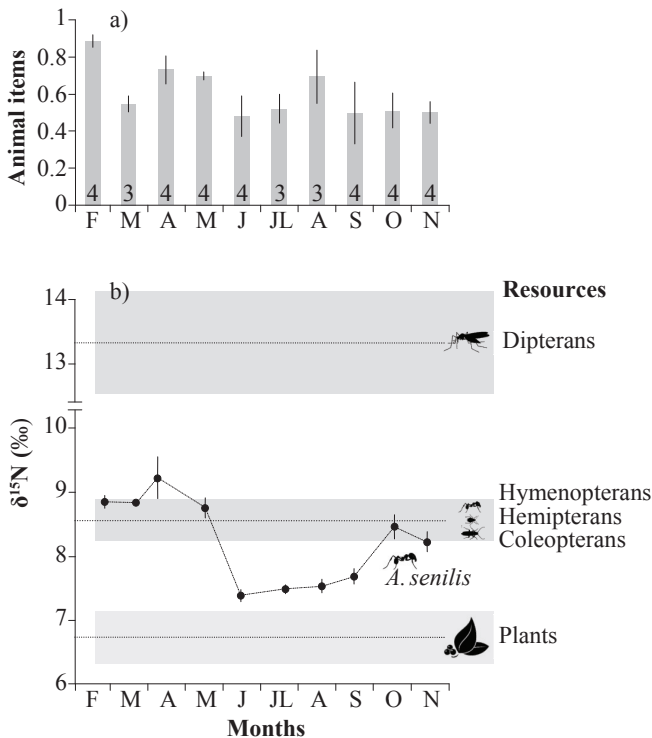 a)
Animal items
1
0.8
0.6
0.4
0.2
0
4 3 4 4 4 3 3 4 4 4
F M A M J JL A S O N
b)
Resources
δ¹⁵N (‰)
14
13
10
9
8
7
6
Dipterans
Hymenopterans
Hemipterans
Coleopterans
A. senilis
Plants
F M A M J JL A S O N
Months